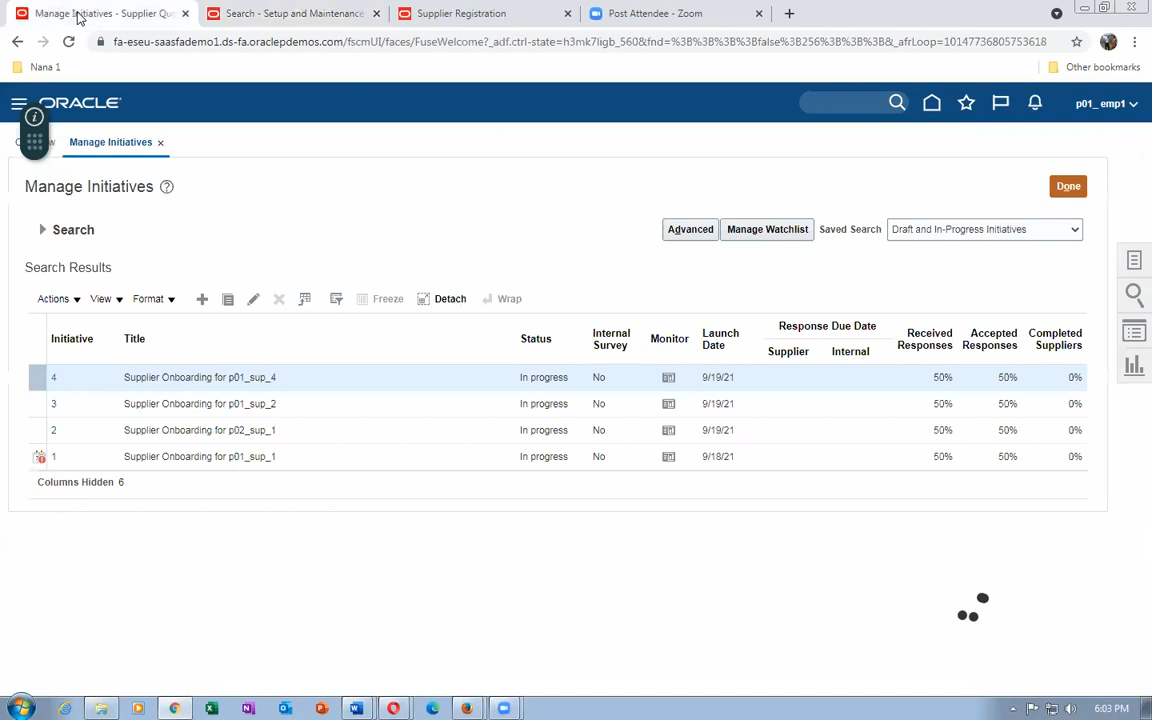 Manage Initiatives - Supplier Qu
Search - Setup and Maintenance
Supplier Registration
Post Attendee - Zoom
fa-eseu-saasfademo1.ds-fa.oraclepdemos.com/fscmUI/faces/FuseWelcome?_adf.ctrl-state=h3mk7ligb_560&fnd=%3B%3B%3B%3Bfalse%3B256%3B%3B%3B&_afrLoop=10147736805753618
Nana 1
Other bookmarks
ORACLE
p01_ emp1
Manage Initiatives
Manage Initiatives
Done
Search
Advanced
Manage Watchlist
Saved Search
Draft and In-Progress Initiatives
Search Results
Actions
View
Format
Freeze
Detach
Wrap
Initiative
Title
Status
Internal Survey
Monitor
Launch Date
Response Due Date
Supplier
Internal
Received Responses
Accepted Responses
Completed Suppliers
4 Supplier Onboarding for p01_sup_4 In progress No 9/19/21 50% 50% 0%
3 Supplier Onboarding for p01_sup_2 In progress No 9/19/21 50% 50% 0%
2 Supplier Onboarding for p02_sup_1 In progress No 9/19/21 50% 50% 0%
1 Supplier Onboarding for p01_sup_1 In progress No 9/18/21 50% 50% 0%
Columns Hidden 6
6:03 PM